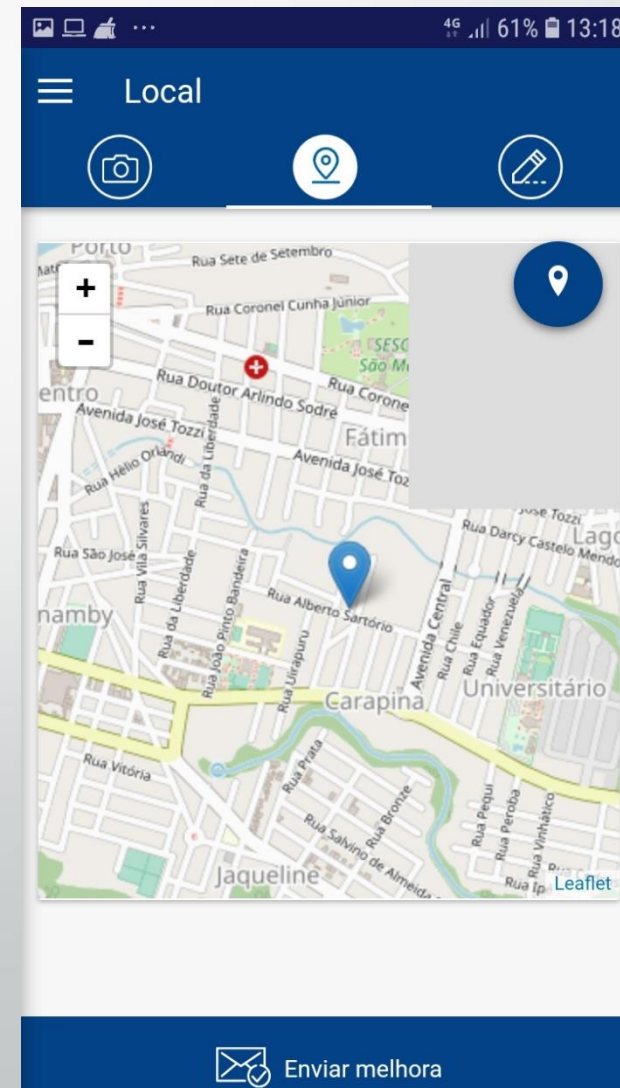 4G 61% 13:18
Local
Porto
Rua Sete de Setembro
+
Rua Coronel Cunha Júnior
-
SESC
São M
Rua Doutor Arlindo Sodré
Rua Corone
entro
Avenida José Tozzi
Fátim
Rua da Liberdade
Avenida José Toz
Rua Hélio Orlandi
José Tozzi
Rua Darcy Castelo Mendo
Lago
Rua São José
Rua Vila Silvares
Rua da Liberdade
Rua João Pinto Bandeira
Rua Alberto Sartório
Avenida Central
Rua Chile
Rua Equador
Rua Venezuela
namby
Rua Uirapuru
Carapina
Universitário
Rua Vitória
Rua Prata
Rua Bronze
Rua Pequi
Rua Peroba
Rua Vinhático
Rua Salvino de Almeida
Jaqueline
Rua Ip
Leaflet
Enviar melhora